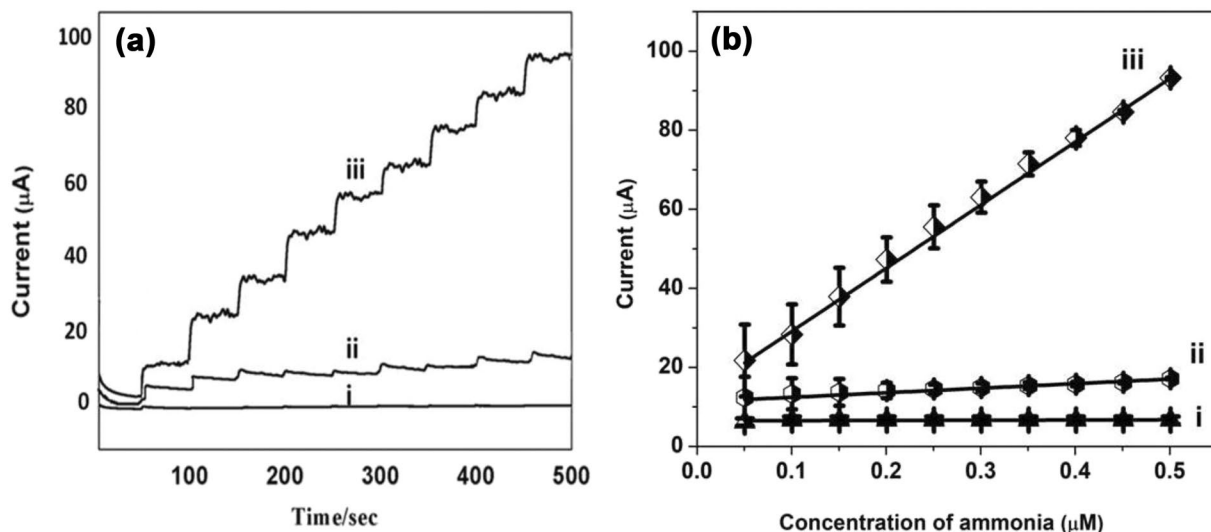 (a)
100
80
60
40
20
0
Current (μA)
iii
ii
i
100 200 300 400 500
Time/sec
(b)
100
80
60
40
20
0
Current (μA)
iii
ii
i
0.0 0.1 0.2 0.3 0.4 0.5
Concentration of ammonia (μM)